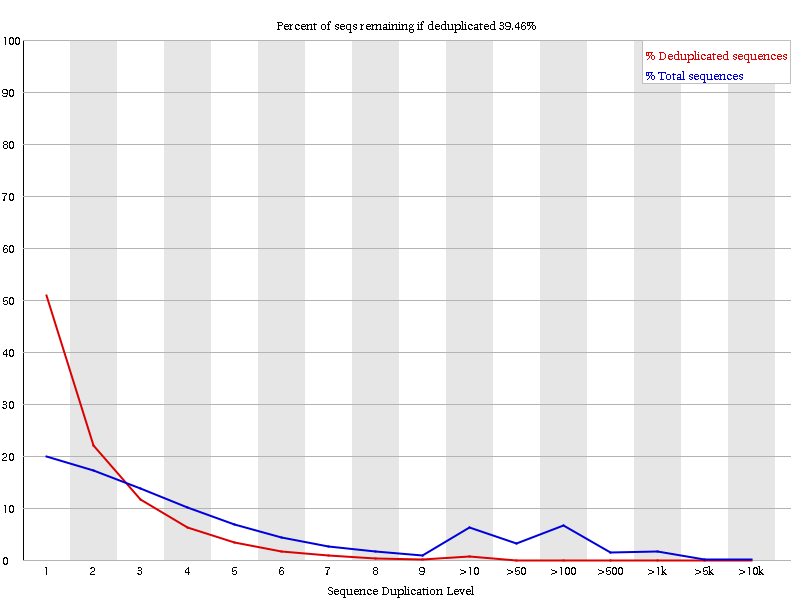 Percent of seqs remaining if deduplicated 39.46%
% Deduplicated sequences
% Total sequences
100
90
80
70
60
50
40
30
20
10
0
1 2 3 4 5 6 7 8 9 >10 >50 >100 >500 >1k >5k >10k
Sequence Duplication Level